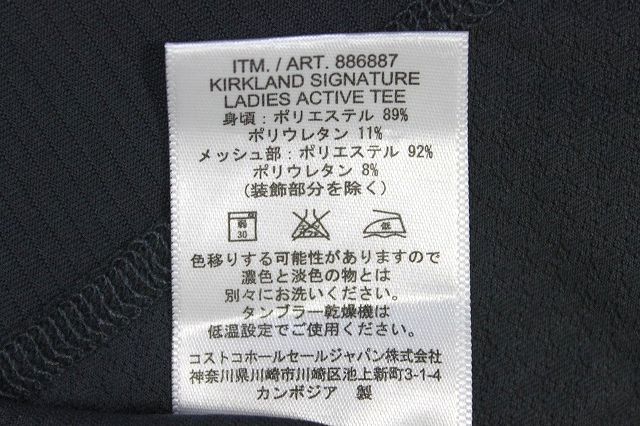 ITM. / ART. 886887
KIRKLAND SIGNATURE
LADIES ACTIVE TEE
身頃：ポリエステル 89%
ポリウレタン 11%
メッシュ部：ポリエステル 92%
ポリウレタン 8%
(装飾部分を除く)
弱
30
低
色移りする可能性がありますので
濃色と淡色の物とは
別々にお洗いください。
タンブラー乾燥機は
低温設定でご使用ください。
コストコホールセールジャパン株式会社
神奈川県川崎市川崎区池上新町3-1-4
カンボジア 製